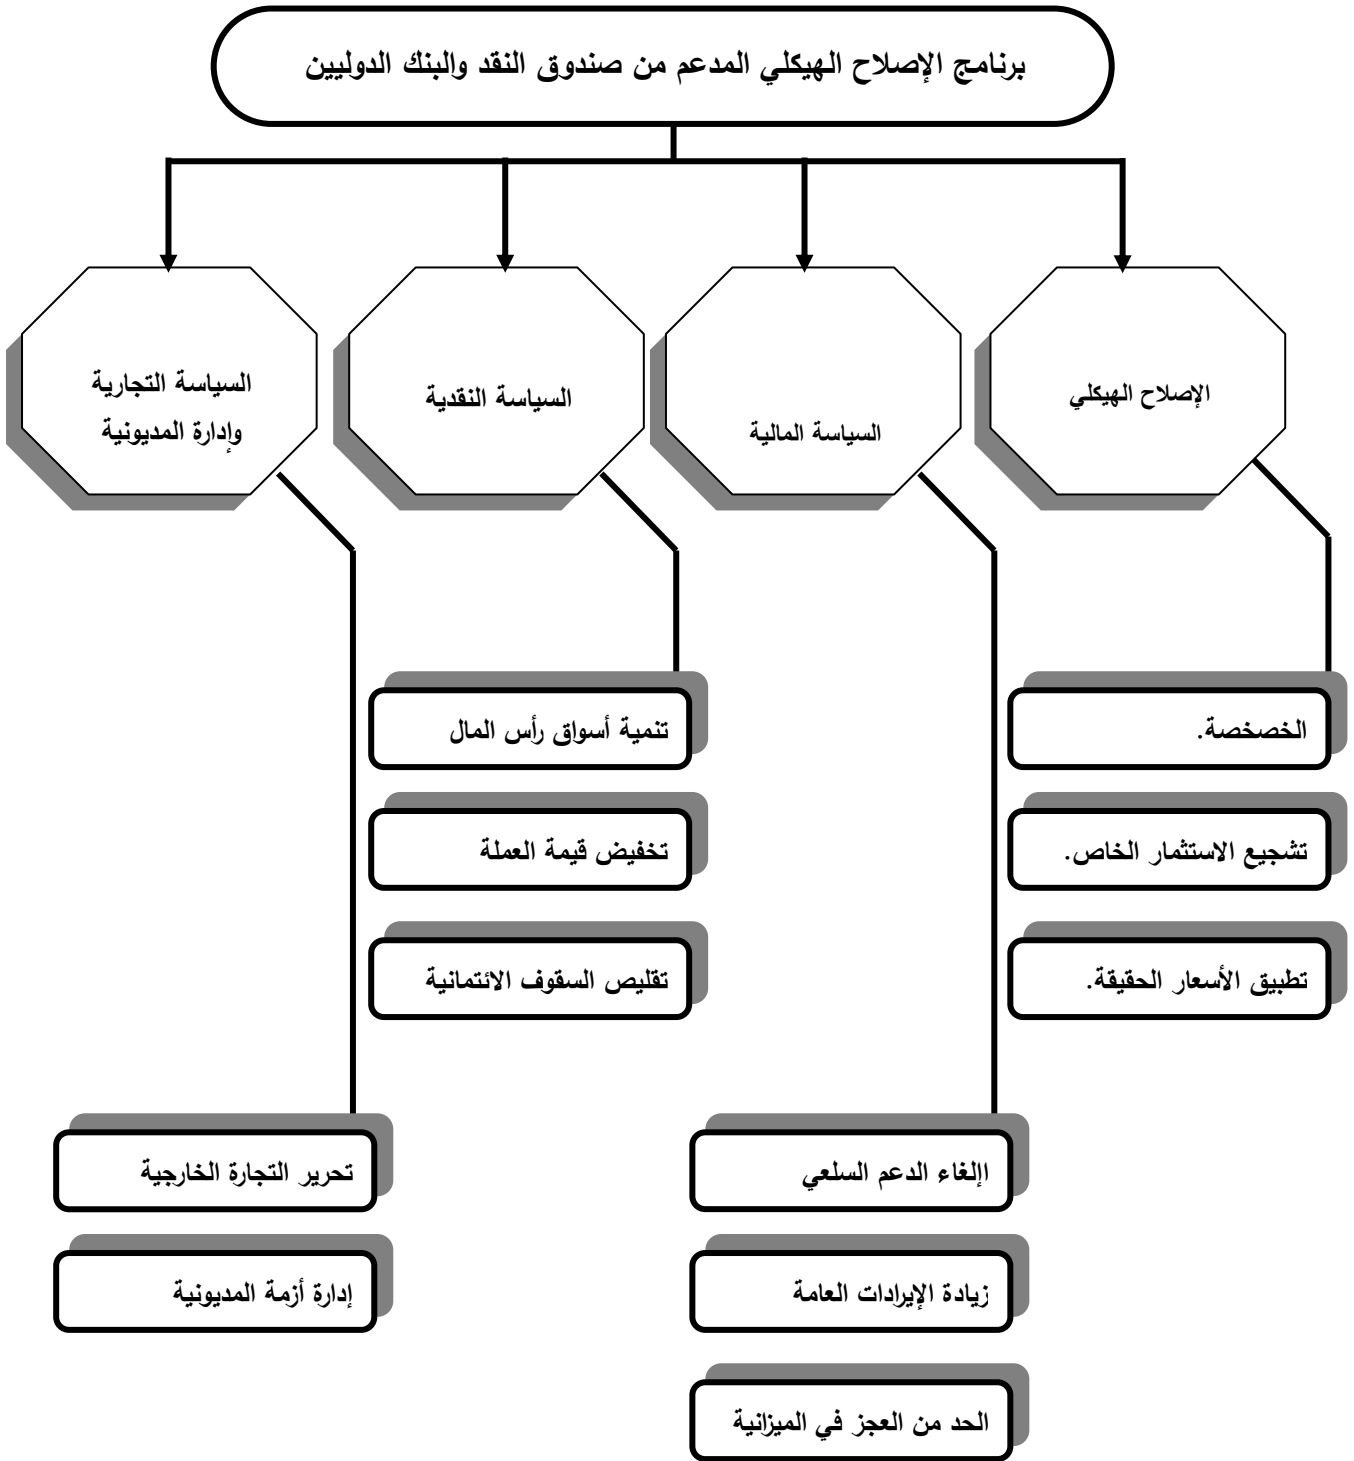 برنامج الإصلاح الهيكلي المدعم من صندوق النقد والبنك الدوليين
الإصلاح الهيكلي
السياسة المالية
السياسة النقدية
السياسة التجارية
وإدارة المديونية
الخصخصة.
تشجيع الاستثمار الخاص.
تطبيق الأسعار الحقيقة.
تنمية أسواق رأس المال
تخفيض قيمة العملة
تقليص السقوف الائتمانية
اإلغاء الدعم السلعي
زيادة الإيرادات العامة
الحد من العجز في الميزانية
تحرير التجارة الخارجية
إدارة أزمة المديونية